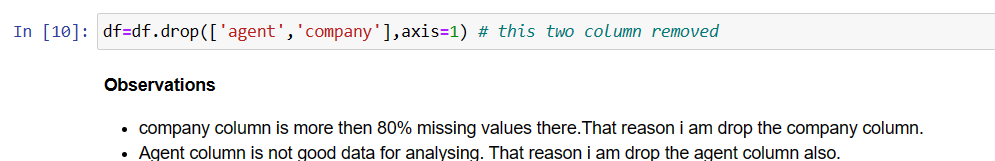 In [10]: df=df.drop(['agent','company'],axis=1) # this two column removed
Observations
• company column is more then 80% missing values there.That reason i am drop the company column.
• Agent column is not good data for analysing. That reason i am drop the agent column also.